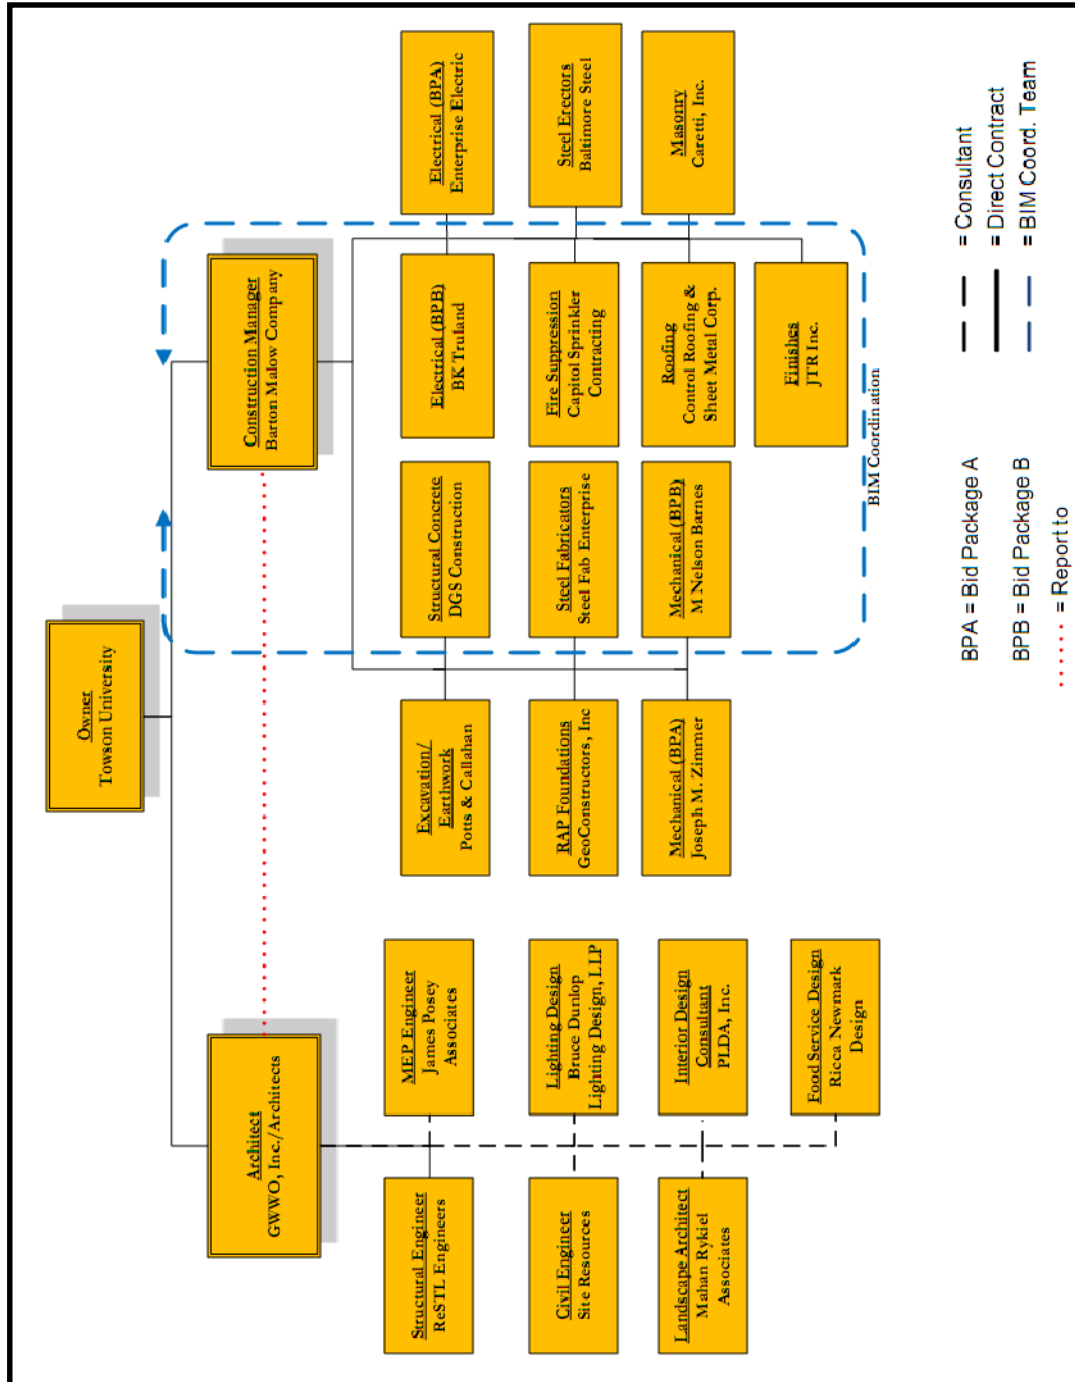 Owner
Towson University
Architect
GWWO, Inc./Architects
Construction Manager
Barton Malow Company
Structural Engineer
ReSTL Engineers
MEP Engineer
James Posey
Associates
Civil Engineer
Site Resources
Lighting Design
Bruce Dunlop
Lighting Design, LLP
Landscape Architect
Mahan Rykiel
Associates
Interior Design
Consultant
PLDA, Inc.
Food Service Design
Ricca Newmark
Design
Excavation/
Earthwork
Potts & Callahan
Structural Concrete
DGS Construction
Electrical (BPB)
BK Truland
Electrical (BPA)
Enterprise Electric
RAP Foundations
GeoConstructors, Inc
Steel Fabricators
Steel Fab Enterprise
Fire Suppression
Capitol Sprinkler
Contracting
Steel Erectors
Baltimore Steel
Mechanical (BPA)
Joseph M. Zimmer
Mechanical (BPB)
M Nelson Barnes
Roofing
Control Roofing &
Sheet Metal Corp.
Masonry
Caretti, Inc.
Finishes
JTR Inc.
BIM Coordination
BPA = Bid Package A
BPB = Bid Package B
= Report to
= Consultant
= Direct Contract
= BIM Coord. Team